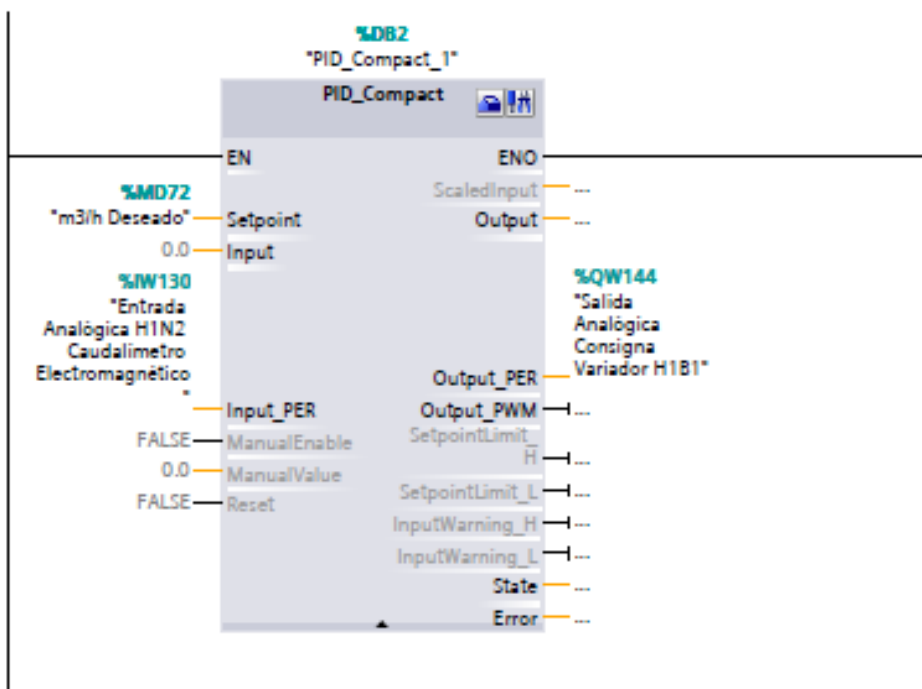 %DB2
"PID_Compact_1"
PID_Compact
EN
ENO
%MD72
"m3/h Deseado"
Setpoint
0.0
Input
%IW130
"Entrada
Analógica H1N2
Caudalimetro
Electromagnético
"
Input_PER
FALSE
ManualEnable
0.0
ManualValue
FALSE
Reset
ScaledInput
...
Output
...
%QW144
"Salida
Analógica
Consigna
Variador H1B1"
Output_PER
Output_PWM
...
SetpointLimit_
H
...
SetpointLimit_L
...
InputWarning_H
...
InputWarning_L
...
State
...
Error
...